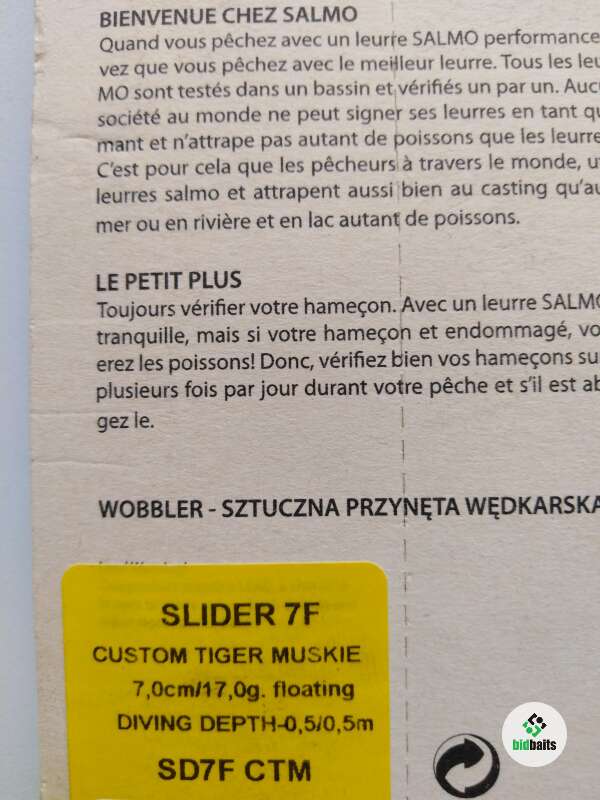 BIENVENUE CHEZ SALMO
Quand vous pêchez avec un leurre SALMO performance
vez que vous pêchez avec le meilleur leurre. Tous les leu
MO sont testés dans un bassin et vérifiés un par un. Auc
société au monde ne peut signer ses leurres en tant qu
mant et n'attrape pas autant de poissons que les leurre
C'est pour cela que les pêcheurs à travers le monde, u
leurres salmo et attrapent aussi bien au casting qu'au
mer ou en rivière et en lac autant de poissons.
LE PETIT PLUS
Toujours vérifier votre hameçon. Avec un leurre SALMO
tranquille, mais si votre hameçon et endommagé, vo
erez les poissons! Donc, vérifiez bien vos hameçons su
plusieurs fois par jour durant votre pêche et s'il est ab
gez le.
WOBBLER - SZTUCZNA PRZYNĘTA WĘDKARSKA
SLIDER 7F
CUSTOM TIGER MUSKIE
7,0cm/17,0g. floating
DIVING DEPTH-0,5/0,5m
SD7F CTM
bidbaits